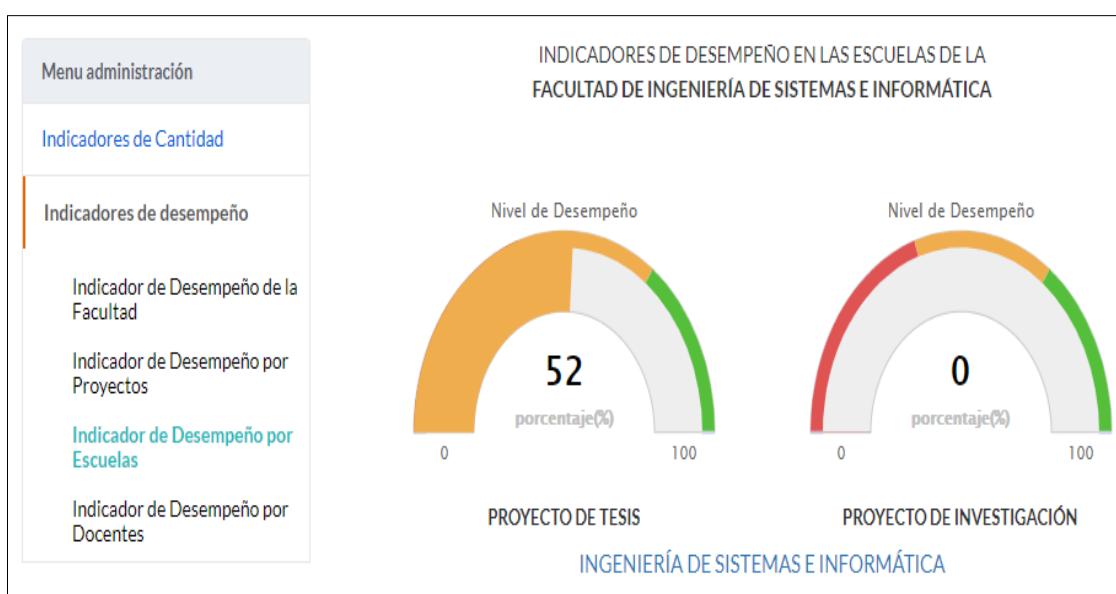 Menu administración
Indicadores de Cantidad
Indicadores de desempeño
Indicador de Desempeño de la
Facultad
Indicador de Desempeño por
Proyectos
Indicador de Desempeño por
Escuelas
Indicador de Desempeño por
Docentes
INDICADORES DE DESEMPEÑO EN LAS ESCUELAS DE LA
FACULTAD DE INGENIERÍA DE SISTEMAS E INFORMÁTICA
Nivel de Desempeño
52
porcentaje(%)
0 100
PROYECTO DE TESIS
Nivel de Desempeño
0
porcentaje(%)
0 100
PROYECTO DE INVESTIGACIÓN
INGENIERÍA DE SISTEMAS E INFORMÁTICA